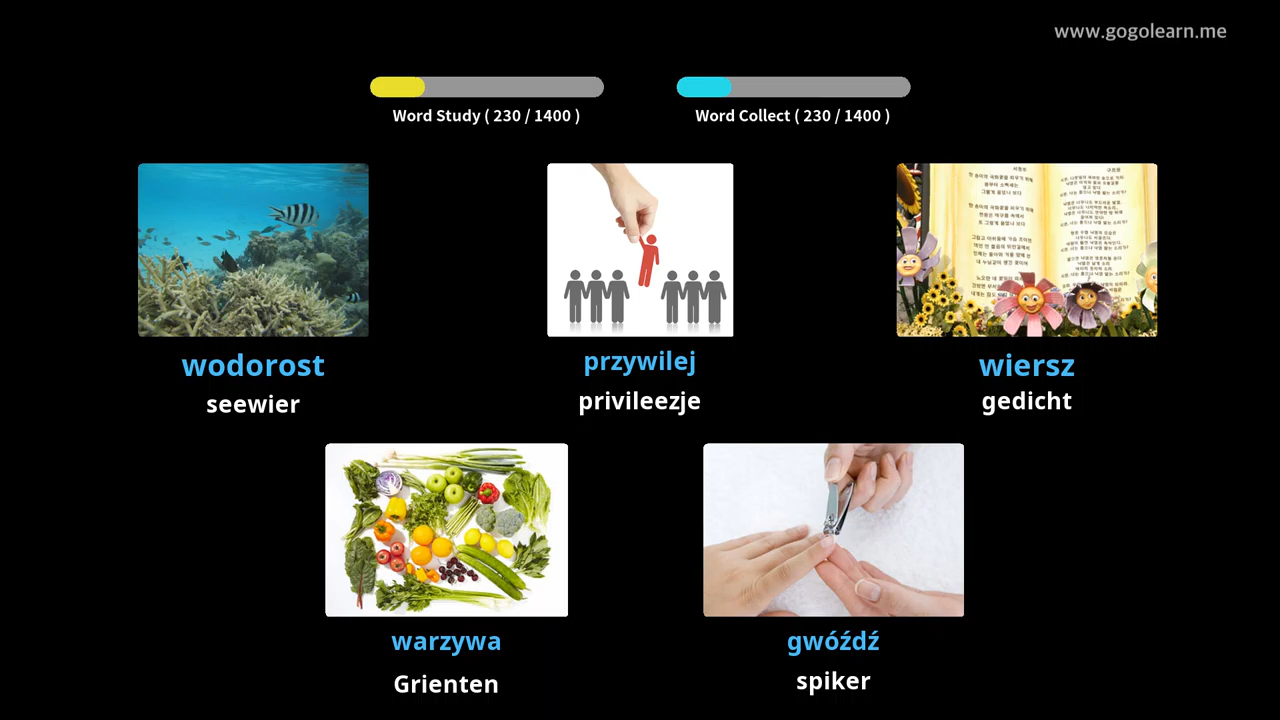 www.gogolearn.me
Word Study ( 230 / 1400 )
Word Collect ( 230 / 1400 )
wodorost
seewier
przywilej
privileezje
wiersz
gedicht
warzywa
Grienten
gwóźdź
spiker